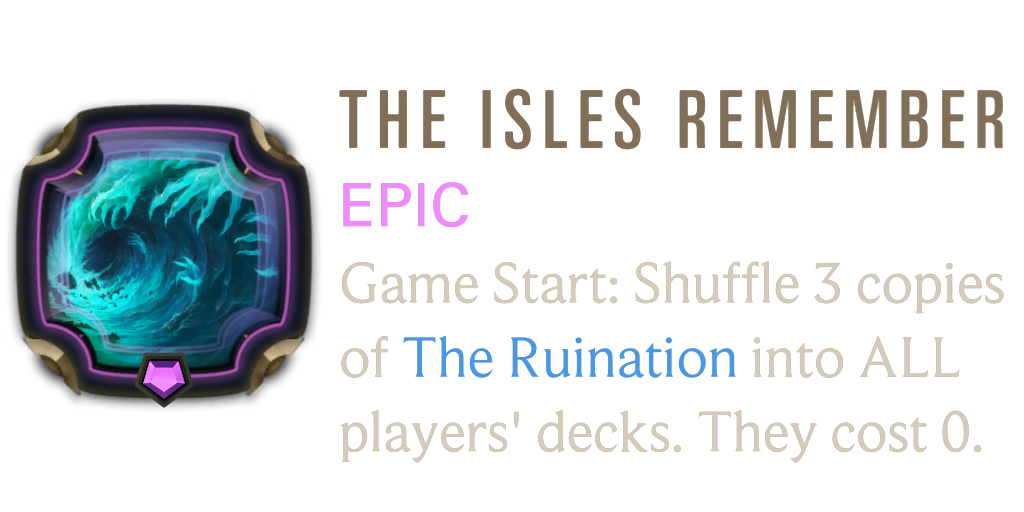 THE ISLES REMEMBER
EPIC
Game Start: Shuffle 3 copies
of The Ruination into ALL
players' decks. They cost 0.